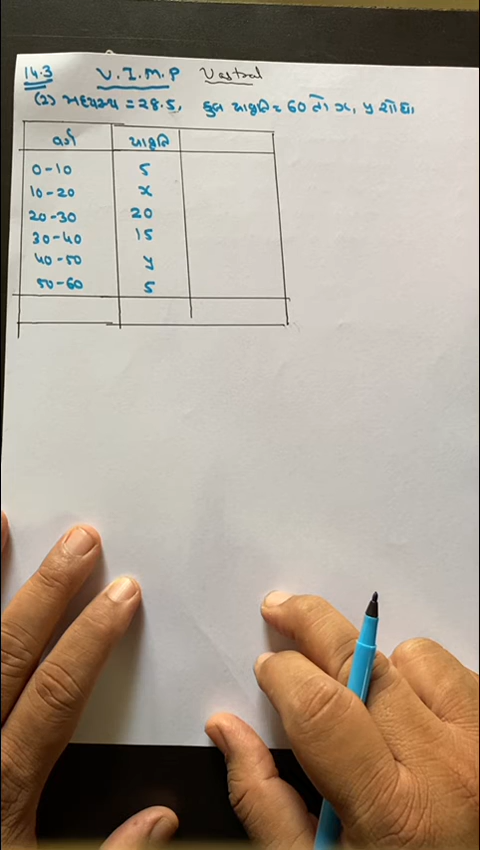 14.3 V.I.M.P Vastral
(2) મધ્યસ્થ = 28.5, કુલ આવૃત્તિ = 60 તો x, y શોધો.
વર્ગ આવૃત્તિ
0-10 5
10-20 x
20-30 20
30-40 15
40-50 y
50-60 5